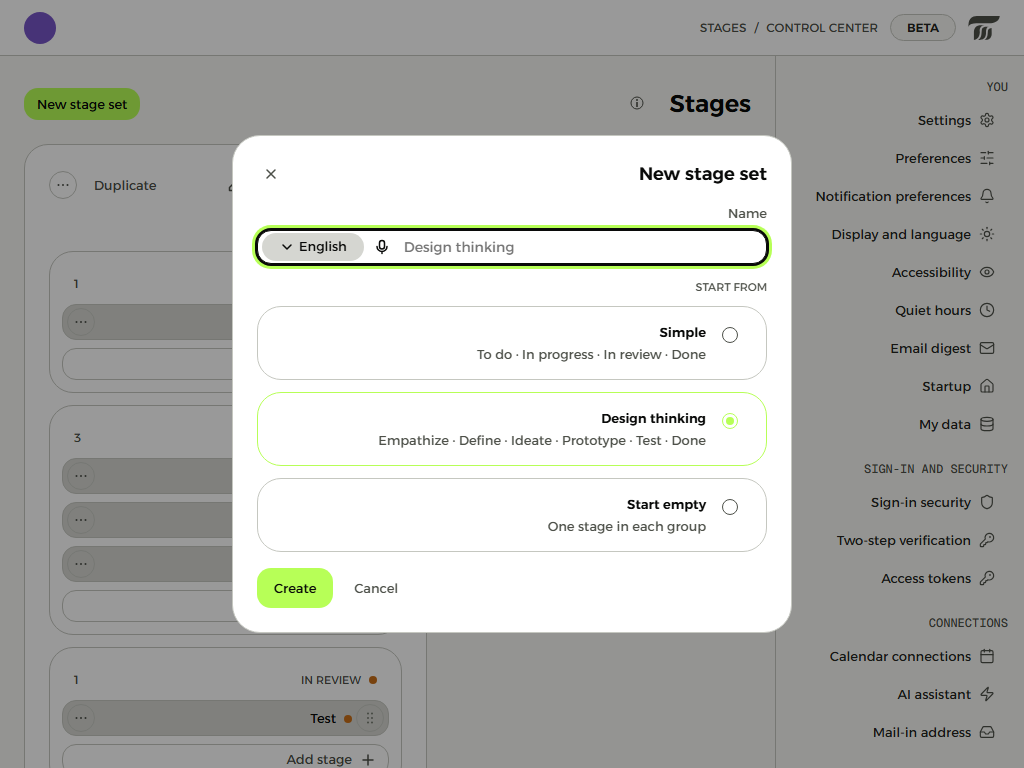 STAGES / CONTROL CENTER BETA
New stage set
Stages
Duplicate
1
3
1
IN REVIEW
Test
Add stage
New stage set
Name
English
Design thinking
START FROM
Simple
To do · In progress · In review · Done
Design thinking
Empathize · Define · Ideate · Prototype · Test · Done
Start empty
One stage in each group
Create
Cancel
YOU
Settings
Preferences
Notification preferences
Display and language
Accessibility
Quiet hours
Email digest
Startup
My data
SIGN-IN AND SECURITY
Sign-in security
Two-step verification
Access tokens
CONNECTIONS
Calendar connections
AI assistant
Mail-in address